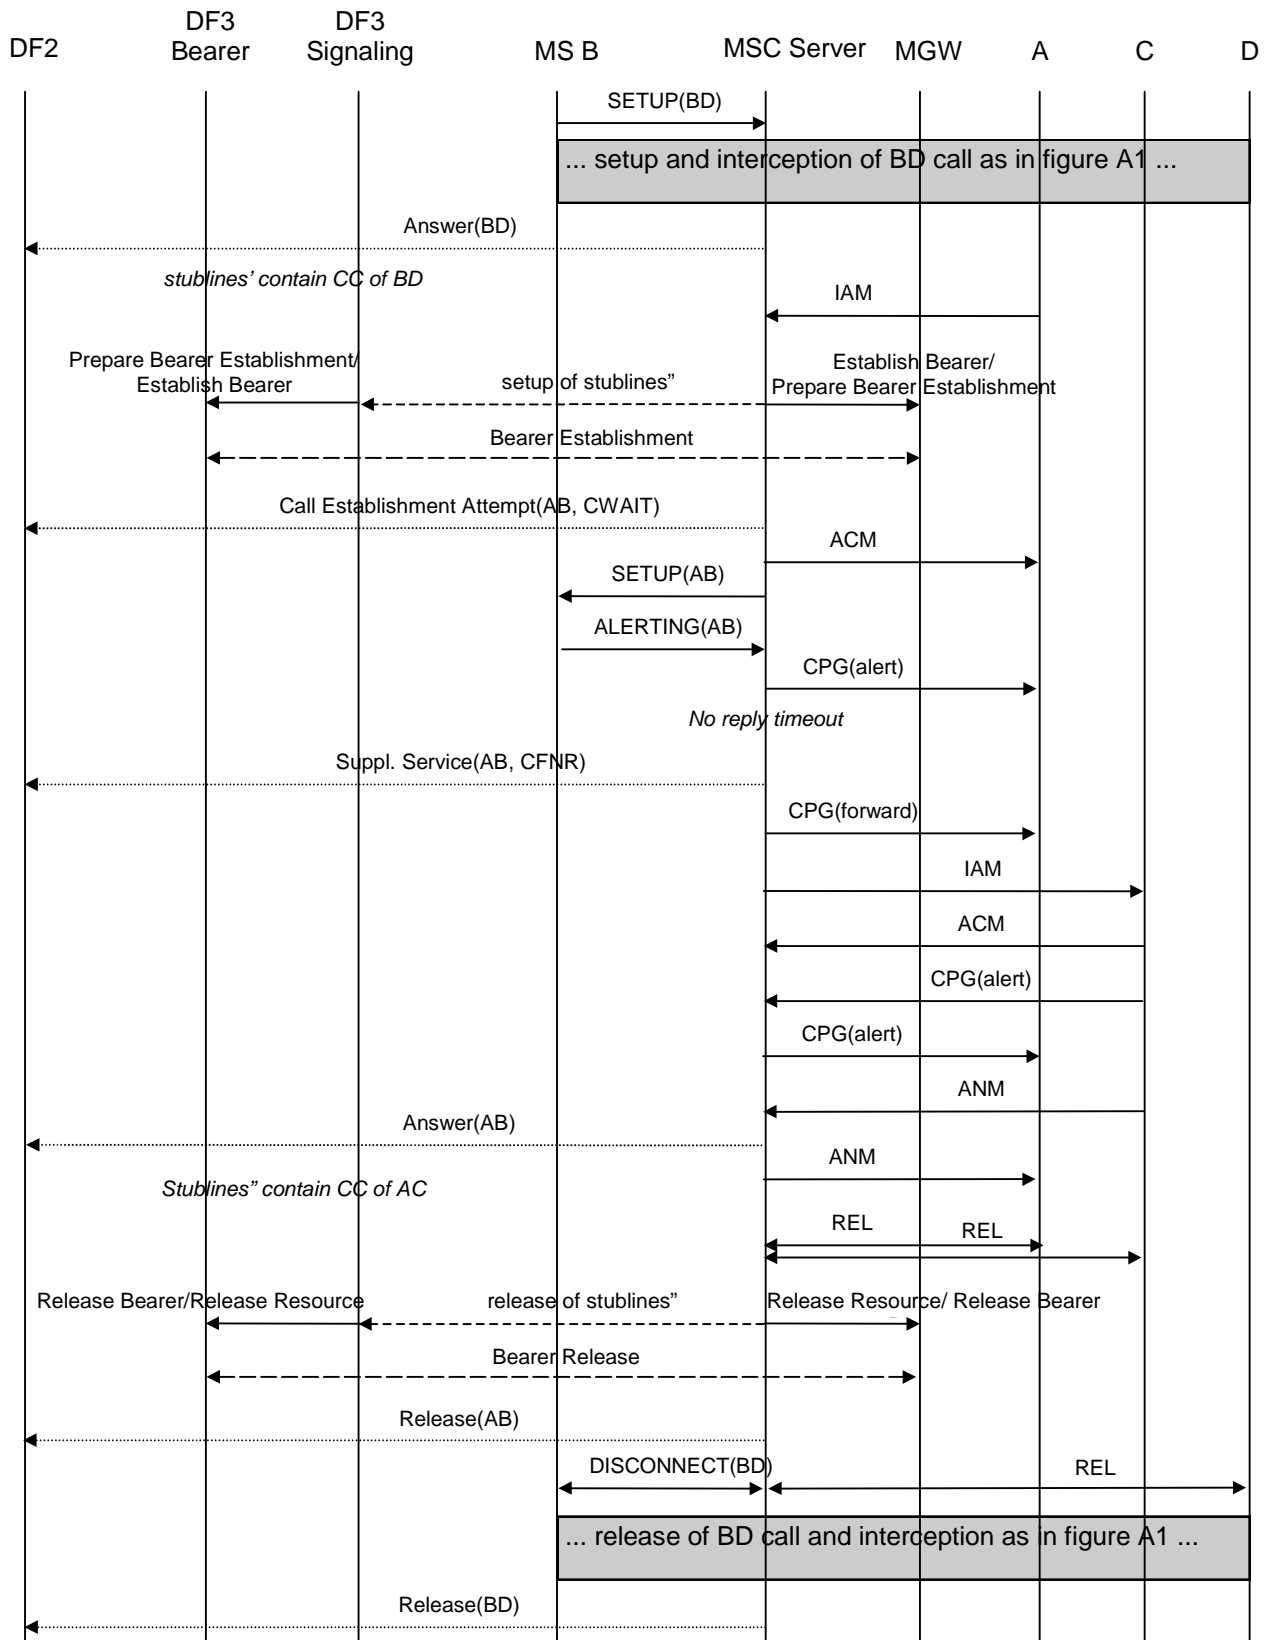 DF2
DF3
Bearer
DF3
Signaling
MS B
MSC Server
MGW
A
C
D
SETUP(BD)
... setup and interception of BD call as in figure A1 ...
Answer(BD)
stublines’ contain CC of BD
IAM
Prepare Bearer Establishment/
Establish Bearer
setup of stublines”
Establish Bearer/
Prepare Bearer Establishment
Bearer Establishment
Call Establishment Attempt(AB, CWAIT)
ACM
SETUP(AB)
ALERTING(AB)
CPG(alert)
No reply timeout
Suppl. Service(AB, CFNR)
CPG(forward)
IAM
ACM
CPG(alert)
CPG(alert)
ANM
Answer(AB)
ANM
Stublines” contain CC of AC
REL
REL
Release Bearer/Release Resource
release of stublines”
Release Resource/ Release Bearer
Bearer Release
Release(AB)
DISCONNECT(BD)
REL
... release of BD call and interception as in figure A1 ...
Release(BD)